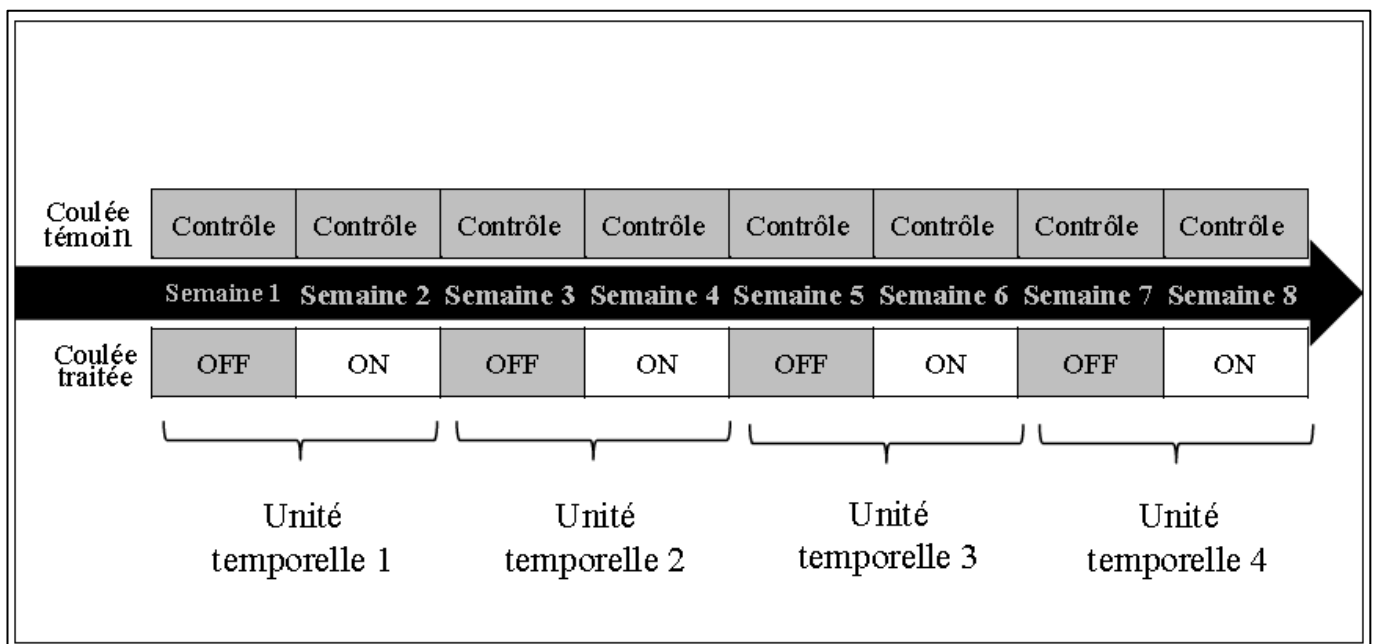 Coulée
témoin
Contrôle Contrôle Contrôle Contrôle Contrôle Contrôle Contrôle Contrôle
Semaine 1 Semaine 2 Semaine 3 Semaine 4 Semaine 5 Semaine 6 Semaine 7 Semaine 8
Coulée
traitée
OFF ON OFF ON OFF ON OFF ON
Unité
temporelle 1
Unité
temporelle 2
Unité
temporelle 3
Unité
temporelle 4